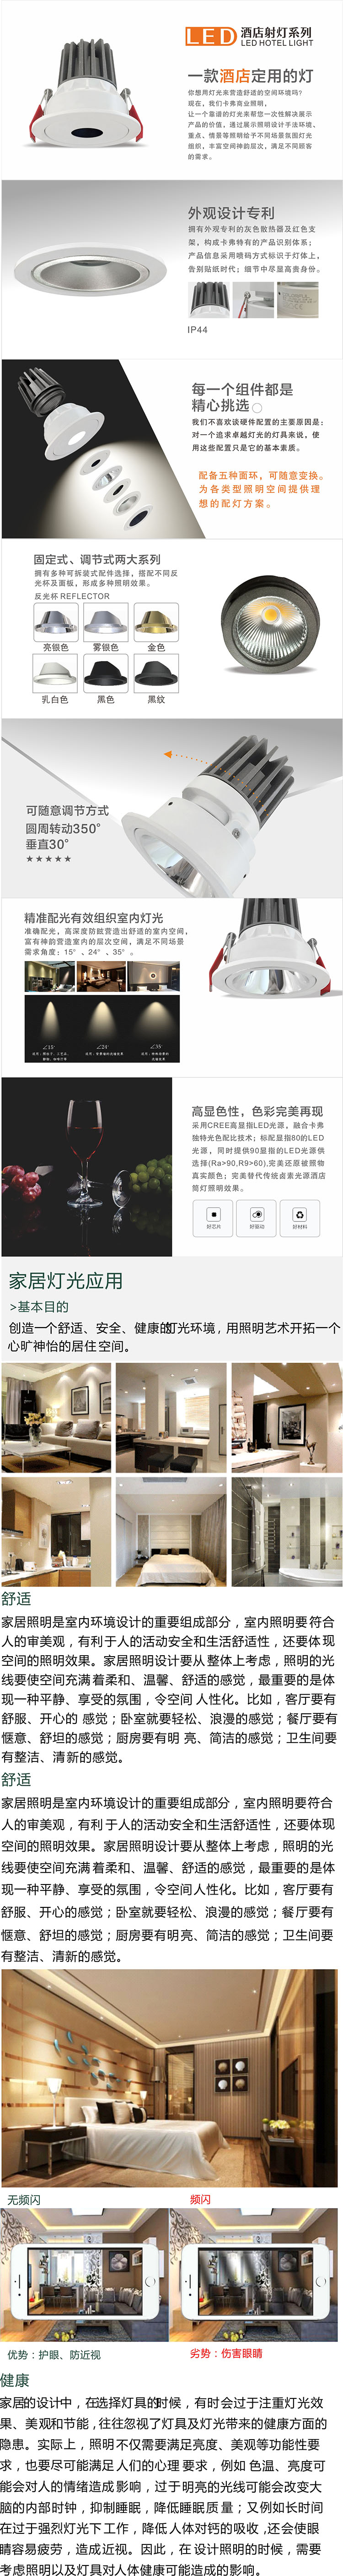 LED 酒店射灯系列
LED HOTEL LIGHT
一款酒店定用的灯
你想用灯光来营造舒适的空间环境吗?
现在，我们卡弗商业照明，
让一个靠谱的灯光来帮您一次性解决展示
产品的价值，通过展示照明设计手法环境，
重点、情景等照明给予不同场景氛围灯光
组织，丰富空间神韵层次，满足不同顾客
的需求。
外观设计专利
拥有外观专利的灰色散热器及红色支
架，构成卡弗特有的产品识别体系；
产品信息采用喷码方式标识于灯体上，
告别贴纸时代；细节中尽显高贵身份。
IP44
每一个组件都是
精心挑选
我们不喜欢谈硬件配置的主要原因是：
对一个追求卓越灯光的灯具来说，使
用这些配置只是它的基本素质。
配备五种面环，可随意变换。
为各类型照明空间提供理
想的配灯方案。
固定式、调节式两大系列
拥有多种可拆装式配件选择，搭配不同反
光杯及面板，形成多种照明效果。
反光杯 REFLECTOR
亮银色 雾银色 金色
乳白色 黑色 黑纹
可随意调节方式
圆周转动350°
垂直30°
★★★★★
精准配光有效组织室内灯光
准确配光，高深度防眩营造出舒适的室内空间，
富有神韵营造室内的层次空间，满足不同场景
需求角度：15° 、24° 、35° 。
∠15° ∠24° ∠35°
高显色性，色彩完美再现
采用CREE高显指LED光源，融合卡弗
独特光色配比技术；标配显指80的LED
光源，同时提供90显指的LED光源供
选择(Ra>90,R9>60),完美还原被照物
真实颜色；完美替代传统卤素光源酒店
筒灯照明效果。
好芯片 好驱动 好材料
家居灯光应用
>基本目的
创造一个舒适、安全、健康的灯光环境，用照明艺术开拓一个
心旷神怡的居住空间。
舒适
家居照明是室内环境设计的重要组成部分，室内照明要符合
人的审美观，有利于人的活动安全和生活舒适性，还要体现
空间的照明效果。家居照明设计要从整体上考虑，照明的光
线要使空间充满着柔和、温馨、舒适的感觉，最重要的是体
现一种平静、享受的氛围，令空间人性化。比如，客厅要有
舒服、开心的感觉；卧室就要轻松、浪漫的感觉；餐厅要有
惬意、舒坦的感觉；厨房要有明亮、简洁的感觉；卫生间要
有整洁、清新的感觉。
舒适
家居照明是室内环境设计的重要组成部分，室内照明要符合
人的审美观，有利于人的活动安全和生活舒适性，还要体现
空间的照明效果。家居照明设计要从整体上考虑，照明的光
线要使空间充满着柔和、温馨、舒适的感觉，最重要的是体
现一种平静、享受的氛围，令空间人性化。比如，客厅要有
舒服、开心的感觉；卧室就要轻松、浪漫的感觉；餐厅要有
惬意、舒坦的感觉；厨房要有明亮、简洁的感觉；卫生间要
有整洁、清新的感觉。
无频闪 频闪
优势：护眼、防近视 劣势：伤害眼睛
健康
家居的设计中，在选择灯具的时候，有时会过于注重灯光效
果、美观和节能，往往忽视了灯具及灯光带来的健康方面的
隐患。实际上，照明不仅需要满足亮度、美观等功能性要
求，也要尽可能满足人们的心理要求，例如色温、亮度可
能会对人的情绪造成影响，过于明亮的光线可能会改变大
脑的内部时钟，抑制睡眠，降低睡眠质量；又例如长时间
在过于强烈灯光下工作，降低人体对钙的吸收，还会使眼
睛容易疲劳，造成近视。因此，在设计照明的时候，需要
考虑照明以及灯具对人体健康可能造成的影响。